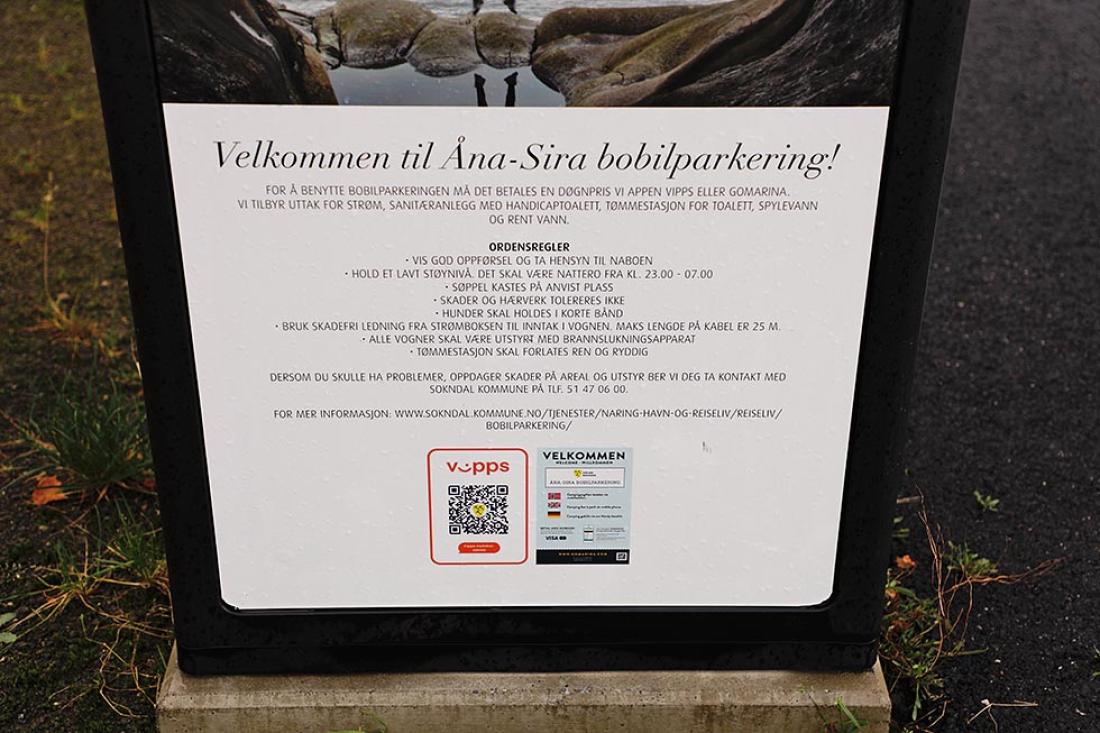 Velkommen til Åna-Sira bobilparkering!
FOR Å BENYTTE BOBILPARKERINGEN MÅ DET BETALES EN DØGNPRIS VI APPEN VIPPS ELLER GOMARINA.
VI TILBYR UTTAK FOR STRØM, SANITÆRANLEGG MED HANDICAPTOALETT, TØMMESTASJON FOR TOALETT, SPYLEVANN
OG RENT VANN.
ORDENSREGLER
• VIS GOD OPPFØRSEL OG TA HENSYN TIL NABOEN
• HOLD ET LAVT STØYNIVÅ. DET SKAL VÆRE NATTERO FRA KL. 23.00 - 07.00
• SØPPEL KASTES PÅ ANVIST PLASS
• SKADER OG HÆRVERK TOLERERES IKKE
• HUNDER SKAL HOLDES I KORTE BÅND
• BRUK SKADEFRI LEDNING FRA STRØMBOKSEN TIL INNTAK I VOGNEN. MAKS LENGDE PÅ KABEL ER 25 M.
• ALLE VOGNER SKAL VÆRE UTSTYRT MED BRANNSLUKNINGSAPPARAT
• TØMMESTASJON SKAL FORLATES REN OG RYDDIG
DERSOM DU SKULLE HA PROBLEMER, OPPDAGER SKADER PÅ AREAL OG UTSTYR BER VI DEG TA KONTAKT MED
SOKNDAL KOMMUNE PÅ TLF. 51 47 06 00.
FOR MER INFORMASJON: WWW.SOKNDAL.KOMMUNE.NO/TJENESTER/NARING-HAVN-OG-REISELIV/REISELIV/
BOBILPARKERING/
vipps
VELKOMMEN
WELCOME - WILLKOMMEN
ÅNA-SIRA BOBILPARKERING
VISA
WWW.GOMARINA.COM